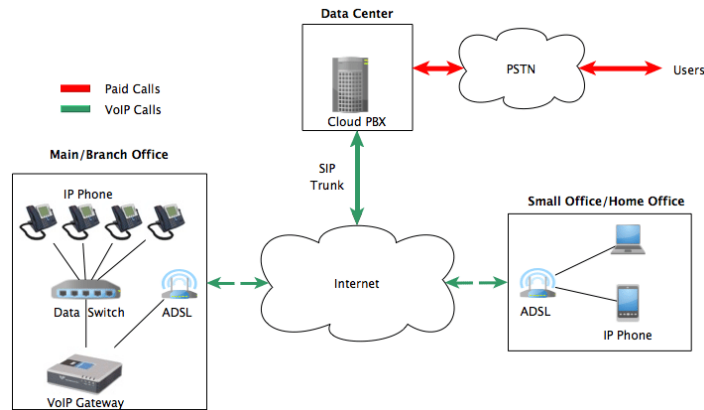 Data Center
PSTN
Users
Cloud PBX
Paid Calls
VoIP Calls
SIP
Trunk
Main/Branch Office
IP Phone
Data Switch
ADSL
VoIP Gateway
Internet
Small Office/Home Office
ADSL
IP Phone